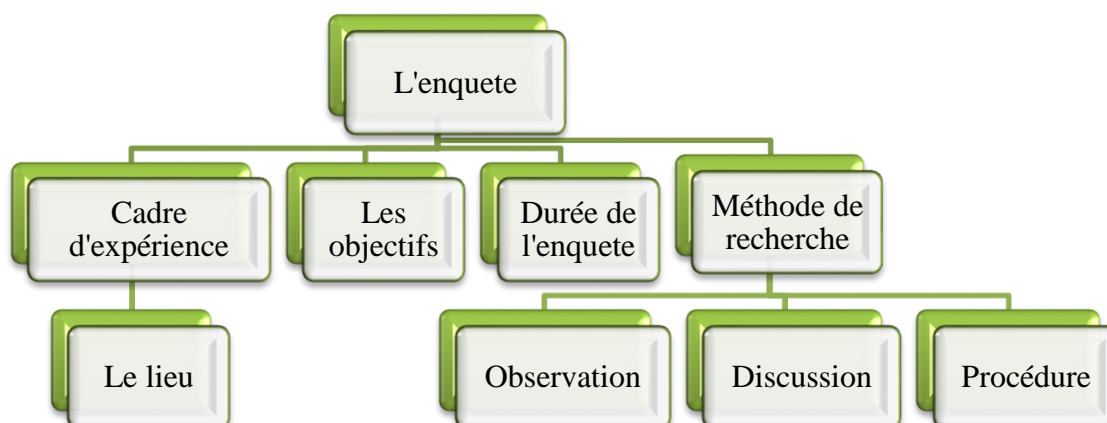 L'enquete
Cadre
d'expérience
Les
objectifs
Durée de
l'enquete
Méthode de
recherche
Le lieu
Observation
Discussion
Procédure